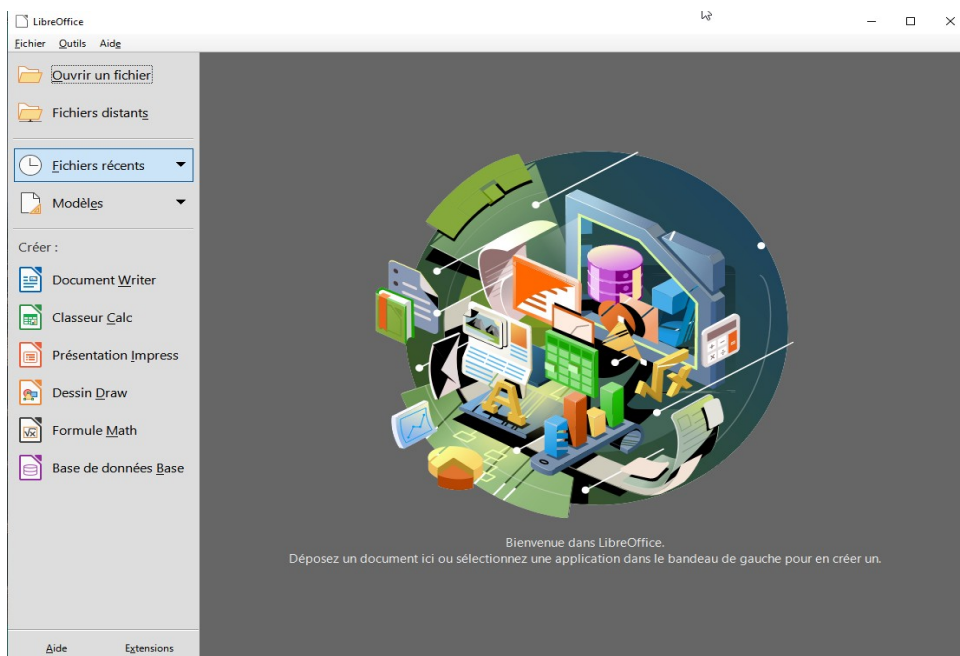 LibreOffice
Fichier Outils Aide
Ouvrir un fichier
Fichiers distants
Fichiers récents
Modèles
Créer :
Document Writer
Classeur Calc
Présentation Impress
Dessin Draw
Formule Math
Base de données Base
Bienvenue dans LibreOffice.
Déposez un document ici ou sélectionnez une application dans le bandeau de gauche pour en créer un.
Aide Extensions